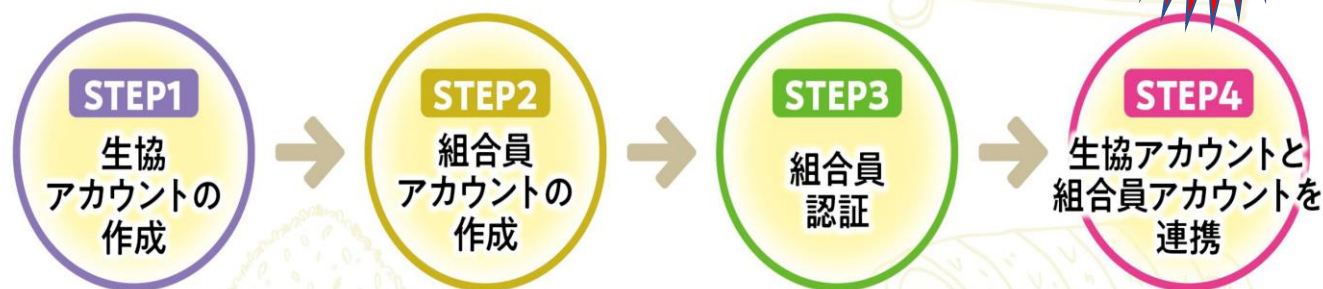 STEP1
生協
アカウントの
作成
STEP2
組合員
アカウントの
作成
STEP3
組合員
認証
STEP4
生協アカウントと
組合員アカウントを
連携